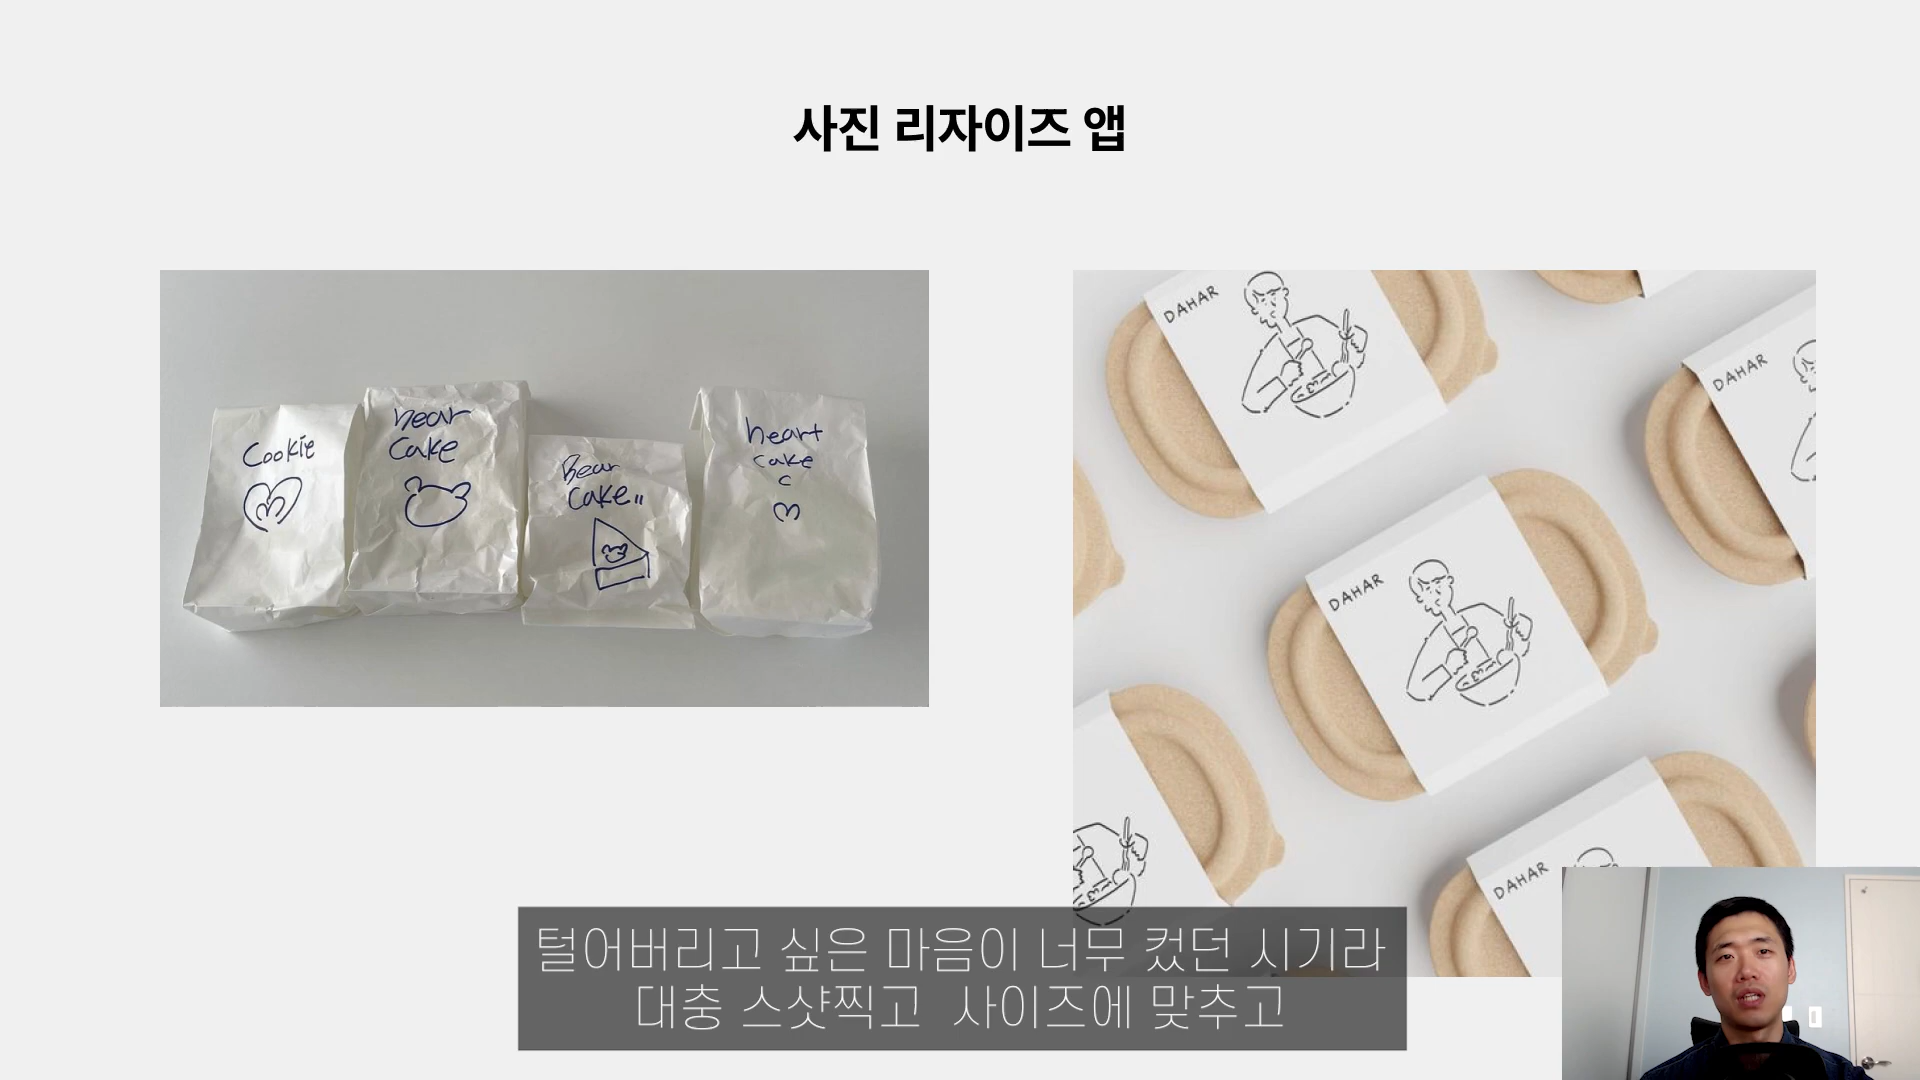 사진 리자이즈 앱
Cookie
bear
Cake
Bear
Cake
heart
cake
c
DAHAR
DAHAR
DAHAR
DAHAR
털어버리고 싶은 마음이 너무 컸던 시기라
대충 스샷찍고 사이즈에 맞추고